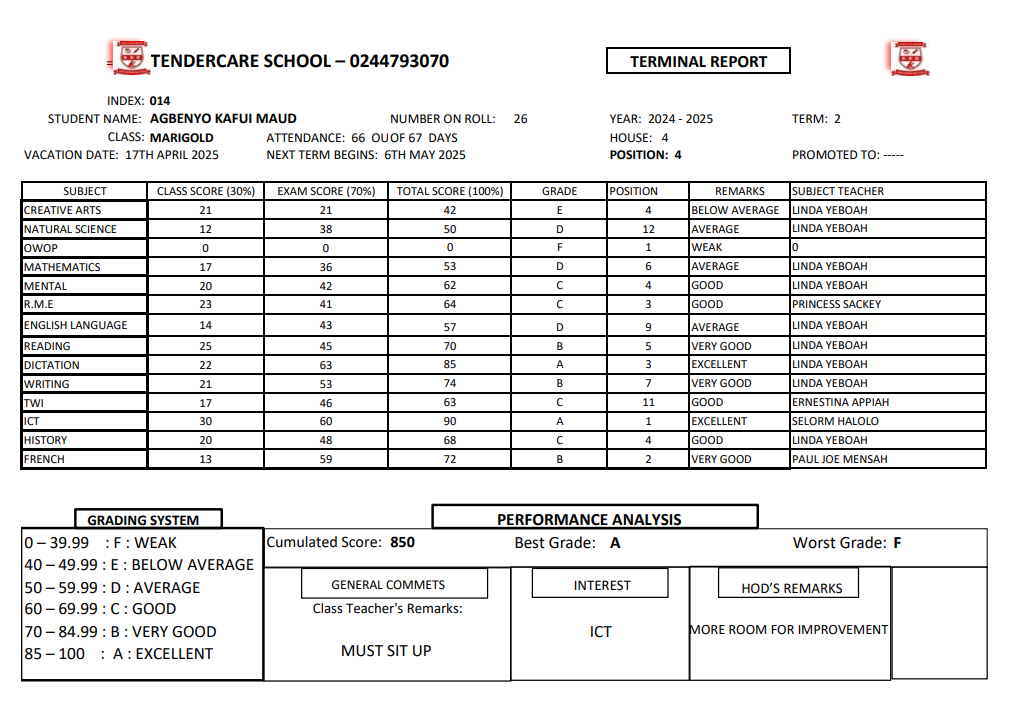 TENDERCARE SCHOOL – 0244793070
TERMINAL REPORT
INDEX: 014
STUDENT NAME: AGBENYO KAFUI MAUD NUMBER ON ROLL: 26 YEAR: 2024 - 2025 TERM: 2
CLASS: MARIGOLD ATTENDANCE: 66 OU OF 67 DAYS HOUSE: 4
VACATION DATE: 17TH APRIL 2025 NEXT TERM BEGINS: 6TH MAY 2025 POSITION: 4 PROMOTED TO: -----
SUBJECT CLASS SCORE (30%) EXAM SCORE (70%) TOTAL SCORE (100%) GRADE POSITION REMARKS SUBJECT TEACHER
CREATIVE ARTS 21 21 42 E 4 BELOW AVERAGE LINDA YEBOAH
NATURAL SCIENCE 12 38 50 D 12 AVERAGE LINDA YEBOAH
OWOP 0 0 0 F 1 WEAK 0
MATHEMATICS 17 36 53 D 6 AVERAGE LINDA YEBOAH
MENTAL 20 42 62 C 4 GOOD LINDA YEBOAH
R.M.E 23 41 64 C 3 GOOD PRINCESS SACKEY
ENGLISH LANGUAGE 14 43 57 D 9 AVERAGE LINDA YEBOAH
READING 25 45 70 B 5 VERY GOOD LINDA YEBOAH
DICTATION 22 63 85 A 3 EXCELLENT LINDA YEBOAH
WRITING 21 53 74 B 7 VERY GOOD LINDA YEBOAH
TWI 17 46 63 C 11 GOOD ERNESTINA APPIAH
ICT 30 60 90 A 1 EXCELLENT SELORM HALOLO
HISTORY 20 48 68 C 4 GOOD LINDA YEBOAH
FRENCH 13 59 72 B 2 VERY GOOD PAUL JOE MENSAH
GRADING SYSTEM
0 – 39.99 : F : WEAK
40 – 49.99 : E : BELOW AVERAGE
50 – 59.99 : D : AVERAGE
60 – 69.99 : C : GOOD
70 – 84.99 : B : VERY GOOD
85 – 100 : A : EXCELLENT
PERFORMANCE ANALYSIS
Cumulated Score: 850 Best Grade: A Worst Grade: F
GENERAL COMMETS
Class Teacher's Remarks:
MUST SIT UP
INTEREST
ICT
HOD'S REMARKS
MORE ROOM FOR IMPROVEMENT